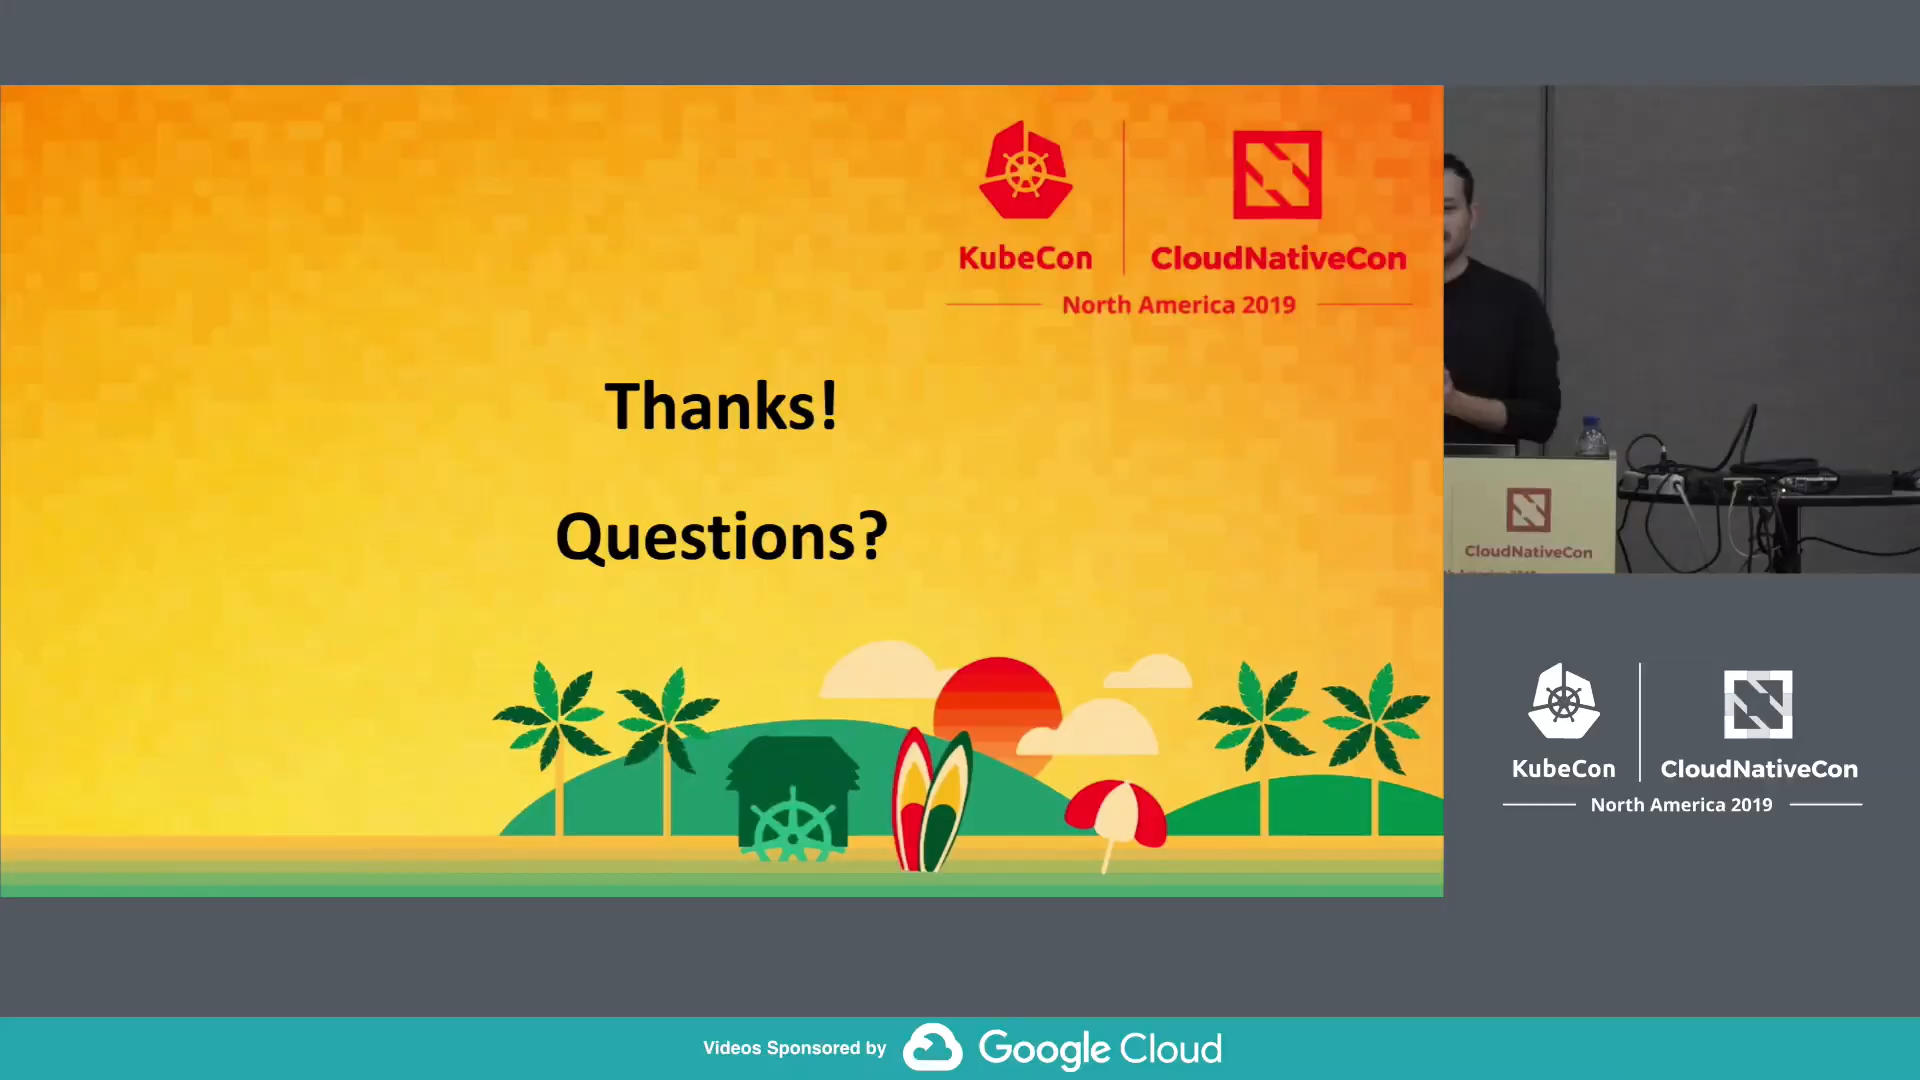 KubeCon
CloudNativeCon
North America 2019
Thanks!
Questions?
CloudNativeCon
KubeCon
CloudNativeCon
North America 2019
Videos Sponsored by Google Cloud